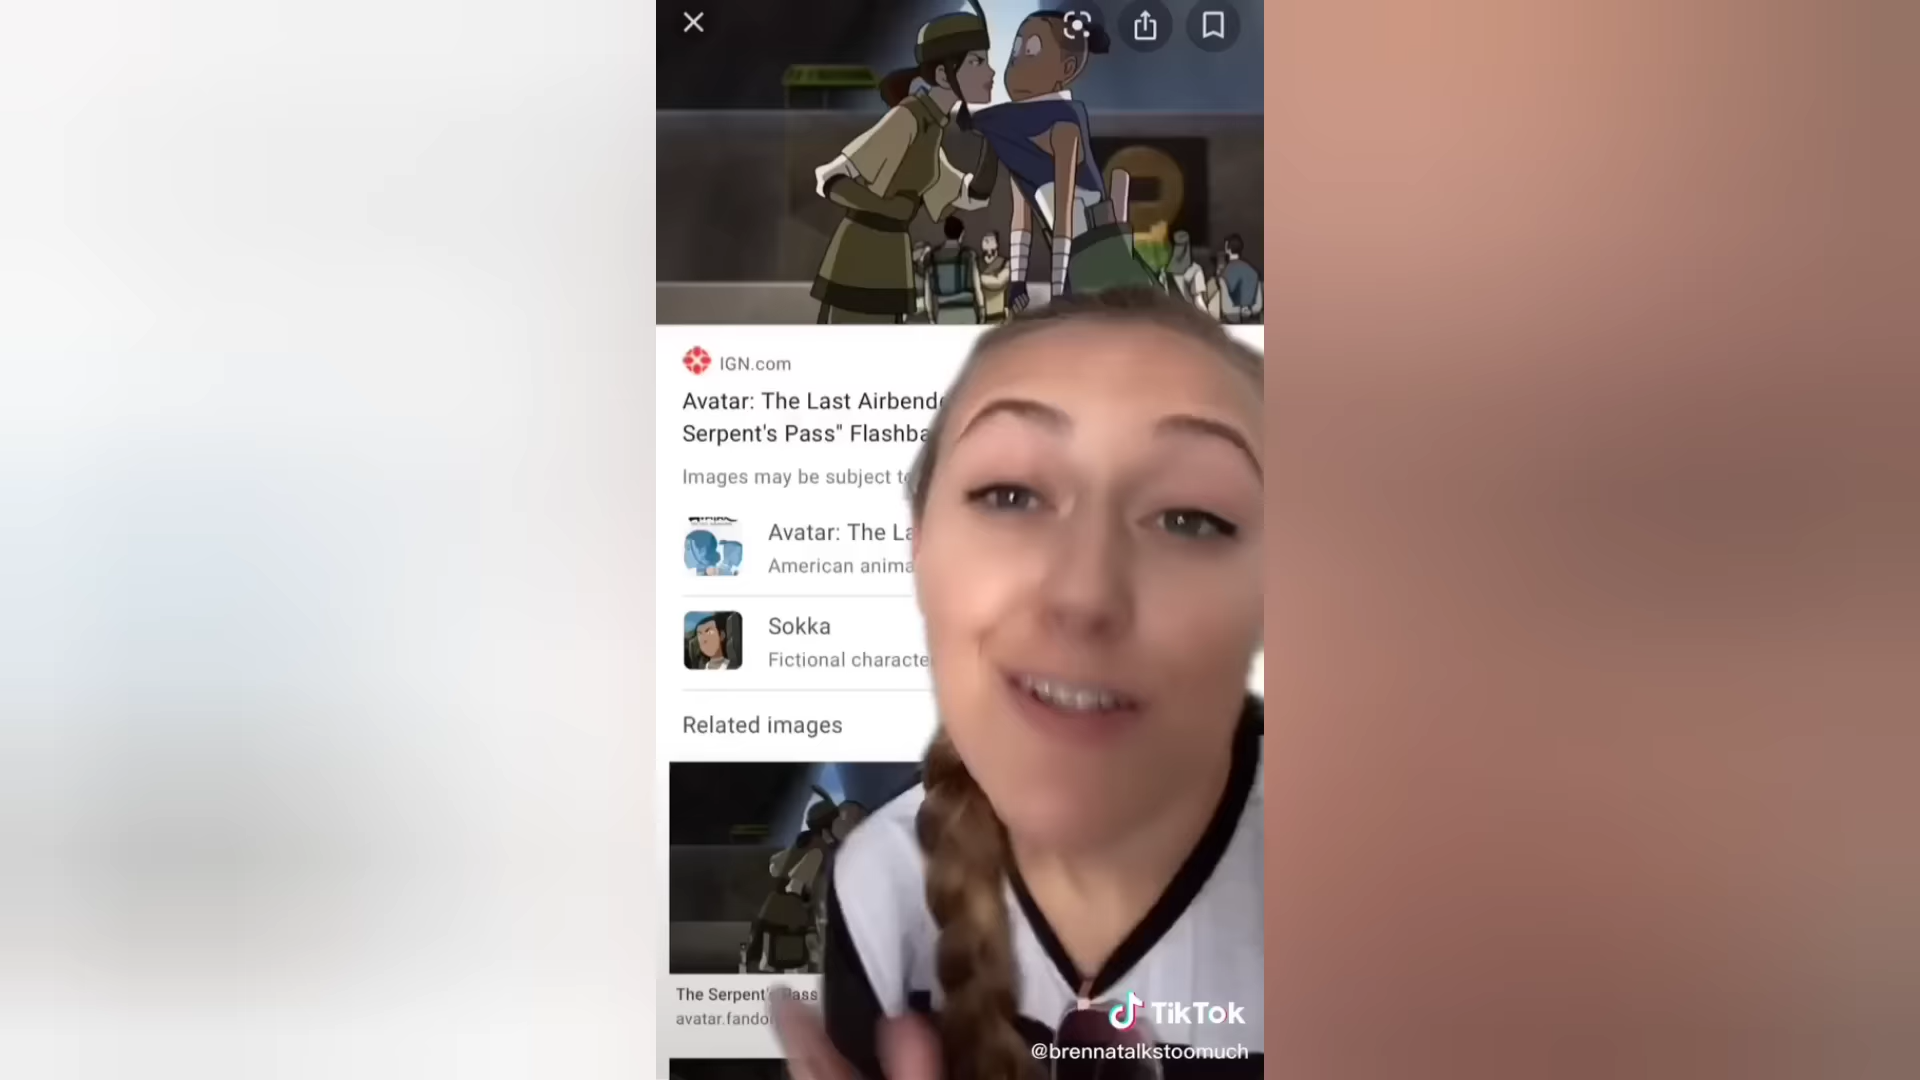 IGN.com
Avatar: The Last Airbende
Serpent's Pass" Flashba
Images may be subject to
Avatar: The La
American anima
Sokka
Fictional characte
Related images
The Serpent's Pass
avatar.fando
TikTok
@brennatalkstoomuch